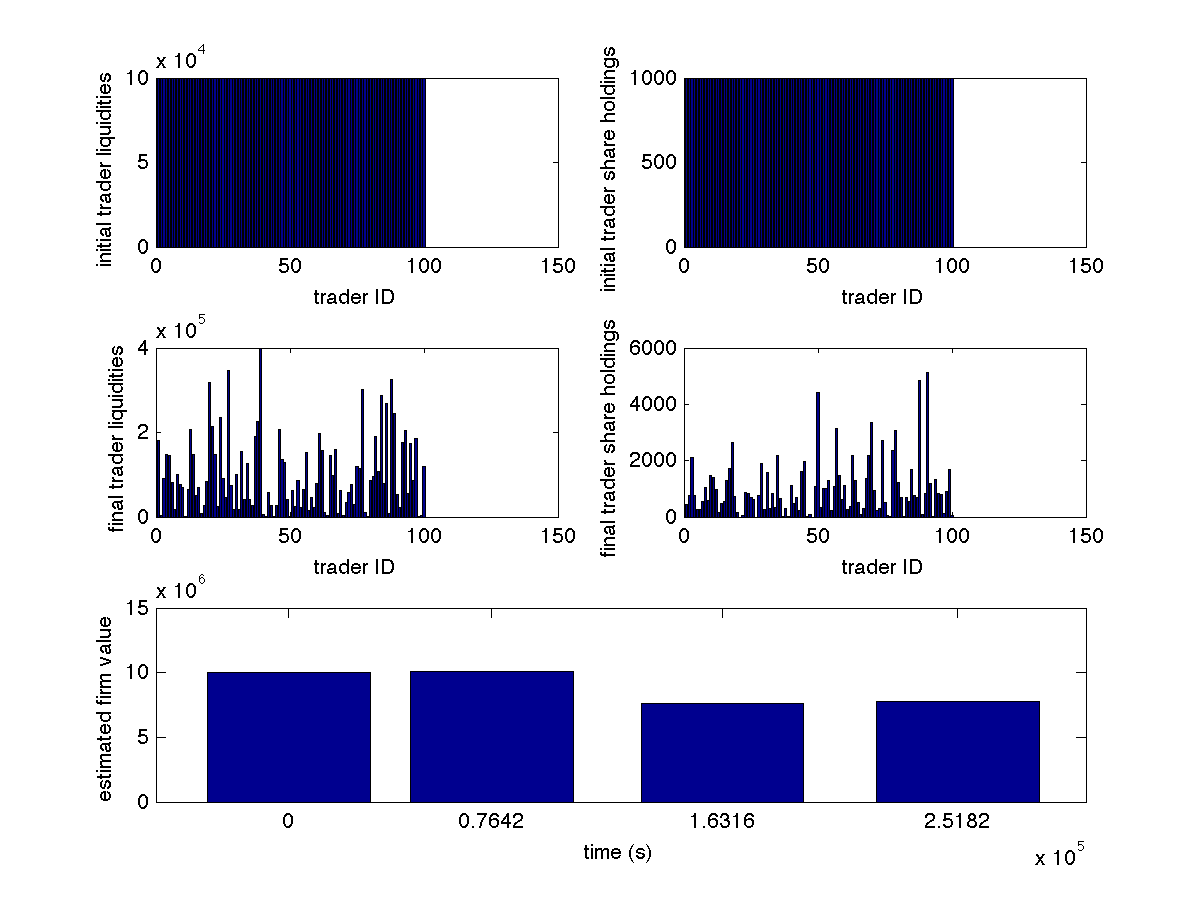 x 10^4
initial trader liquidities
10
5
0
0 50 100 150
trader ID
initial trader share holdings
1000
500
0
0 50 100 150
trader ID
x 10^5
final trader liquidities
4
2
0
0 50 100 150
trader ID
final trader share holdings
6000
4000
2000
0
0 50 100 150
trader ID
x 10^6
estimated firm value
15
10
5
0
0 0.7642 1.6316 2.5182
time (s)
x 10^5